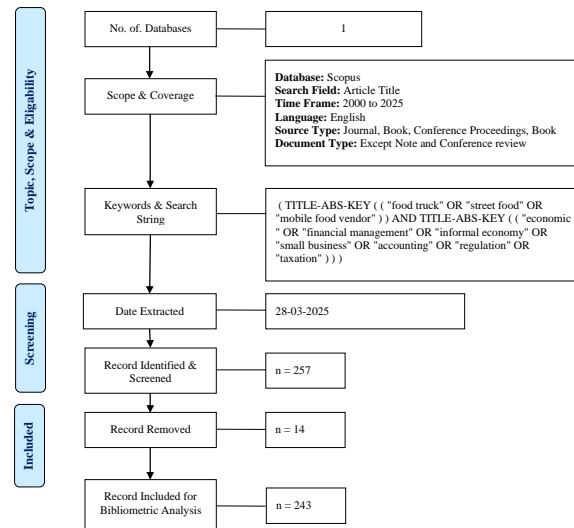 Topic, Scope & Eligability
No. of Databases
1
Scope & Coverage
Database: Scopus
Search Field: Article Title
Time Frame: 2000 to 2025
Language: English
Source Type: Journal, Book, Conference Proceedings, Book
Document Type: Except Note and Conference review
Keywords & Search
String
( TITLE-ABS-KEY ( ( "food truck" OR "street food" OR
"mobile food vendor" ) ) AND TITLE-ABS-KEY ( ( "economic
" OR "financial management" OR "informal economy" OR
"small business" OR "accounting" OR "regulation" OR
"taxation" ) ) )
Screening
Date Extracted
28-03-2025
Record Identified &
Screened
n = 257
Included
Record Removed
n = 14
Record Included for
Bibliometric Analysis
n = 243